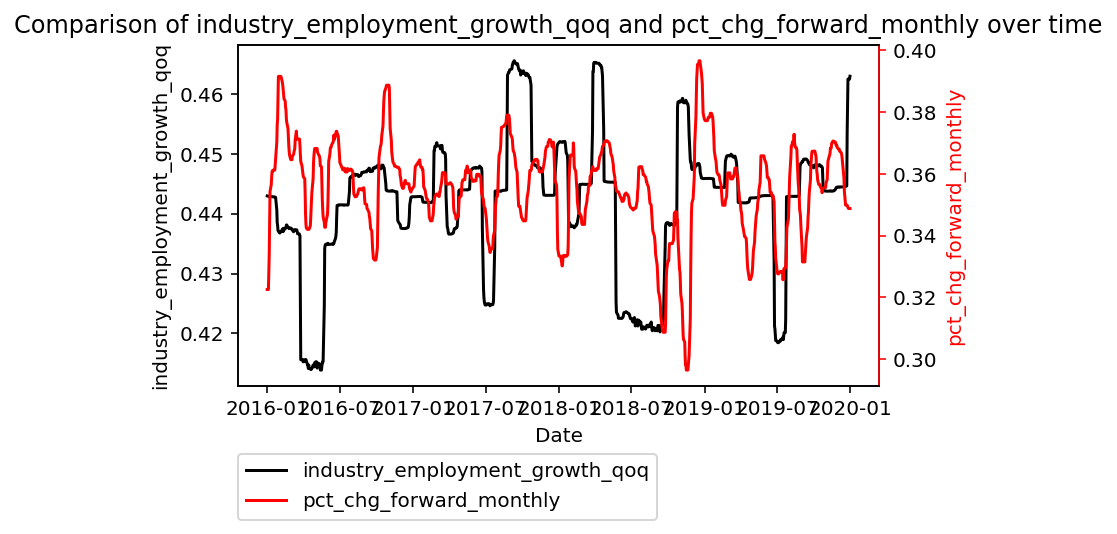 Comparison of industry_employment_growth_qoq and pct_chg_forward_monthly over time
industry_employment_growth_qoq
0.46
0.45
0.44
0.43
0.42
0.40
0.38
0.36
0.34
0.32
0.30
pct_chg_forward_monthly
2016-01 2016-07 2017-01 2017-07 2018-01 2018-07 2019-01 2019-07 2020-01
Date
industry_employment_growth_qoq
pct_chg_forward_monthly